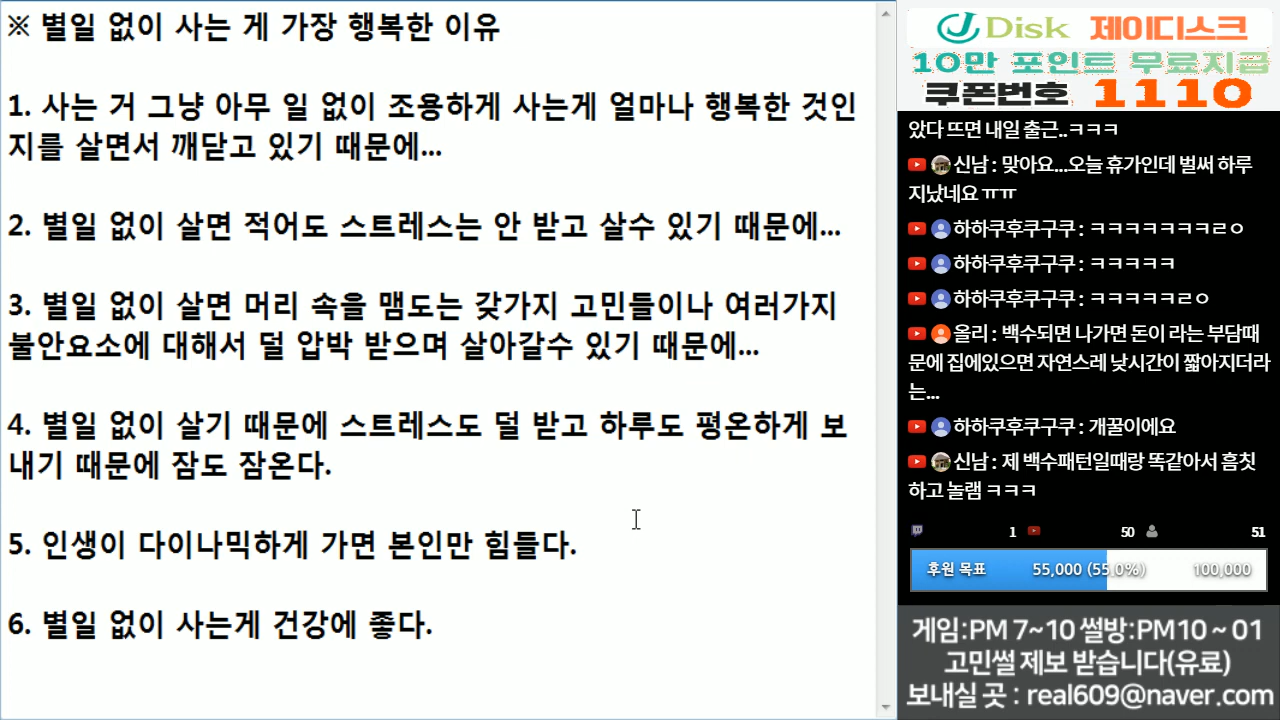 ※ 별일 없이 사는 게 가장 행복한 이유
1. 사는 거 그냥 아무 일 없이 조용하게 사는게 얼마나 행복한 것인
지를 살면서 깨닫고 있기 때문에...
2. 별일 없이 살면 적어도 스트레스는 안 받고 살수 있기 때문에...
3. 별일 없이 살면 머리 속을 맴도는 갖가지 고민들이나 여러가지
불안요소에 대해서 덜 압박 받으며 살아갈수 있기 때문에...
4. 별일 없이 살기 때문에 스트레스도 덜 받고 하루도 평온하게 보
내기 때문에 잠도 잠온다.
5. 인생이 다이나믹하게 가면 본인만 힘들다.
6. 별일 없이 사는게 건강에 좋다.
J Disk 제이디스크
10만 포인트 무료지급
쿠폰번호 1110
았다 뜨면 내일 출근..ㅋㅋㅋ
신남 : 맞아요...오늘 휴가인데 벌써 하루
지났네요 ㅠㅠ
하하쿠후쿠구쿠 : ㅋㅋㅋㅋㅋㅋㅋㄹㅇ
하하쿠후쿠구쿠 : ㅋㅋㅋㅋㅋ
하하쿠후쿠구쿠 : ㅋㅋㅋㅋㅋㄹㅇ
올리 : 백수되면 나가면 돈이 라는 부담때
문에 집에있으면 자연스레 낮시간이 짧아지더라
는...
하하쿠후쿠구쿠 : 개꿀이에요
신남 : 제 백수패턴일때랑 똑같아서 흠칫
하고 놀램 ㅋㅋㅋ
1 50 51
후원 목표 55,000 (55.0%) 100,000
게임:PM 7~10 썰방:PM10 ~ 01
고민썰 제보 받습니다(유료)
보내실 곳 : real609@naver.com